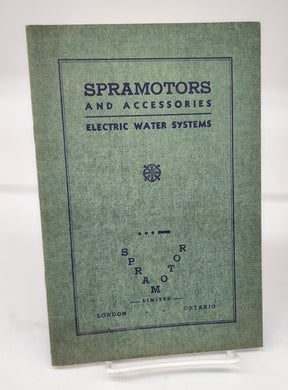 SPRAMOTORS
AND ACCESSORIES
ELECTRIC WATER SYSTEMS
SPRAMOTOR
LIMITED
LONDON - ONTARIO